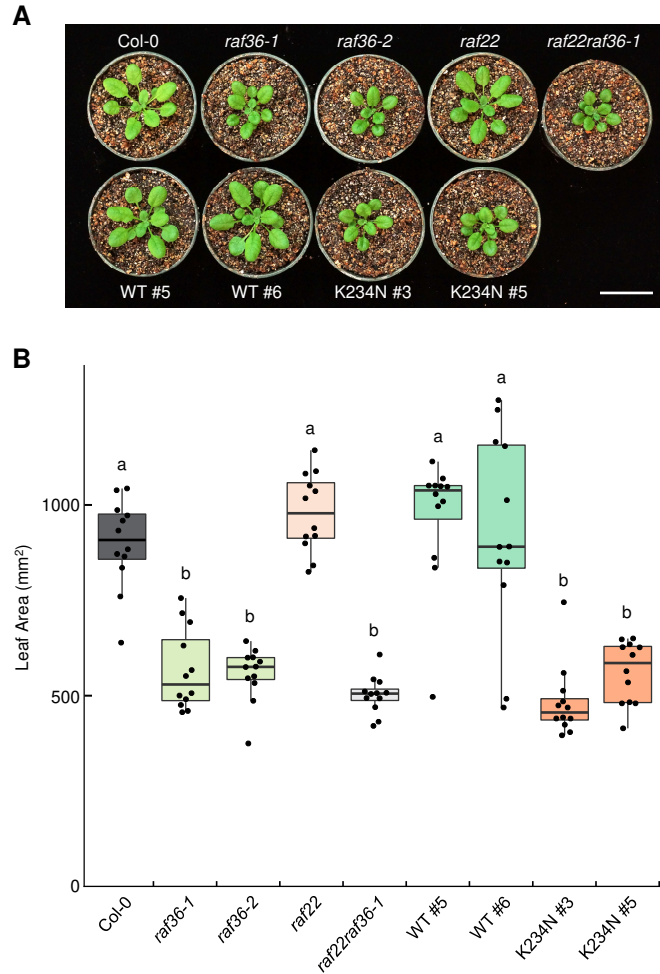 A
Col-0 raf36-1 raf36-2 raf22 raf22raf36-1
WT #5 WT #6 K234N #3 K234N #5
B
Leaf Area (mm²)
1000
500
0
a
b
b
a
b
a
a
b
b
Col-0
raf36-1
raf36-2
raf22
raf22raf36-1
WT #5
WT #6
K234N #3
K234N #5